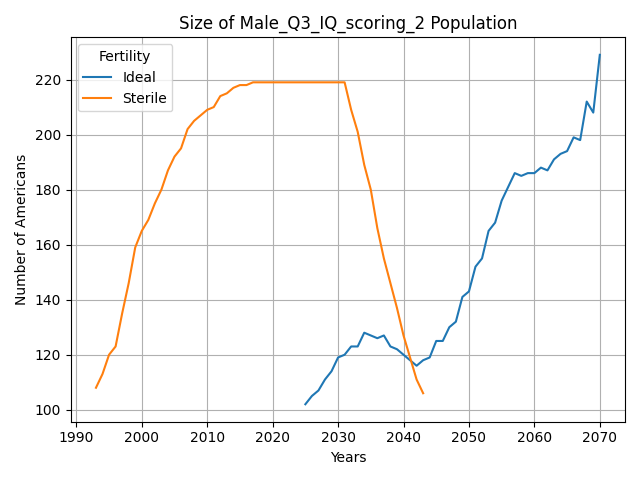 Size of Male_Q3_IQ_scoring_2 Population
Fertility
Ideal
Sterile
Number of Americans
220
200
180
160
140
120
100
1990
2000
2010
2020
2030
2040
2050
2060
2070
Years